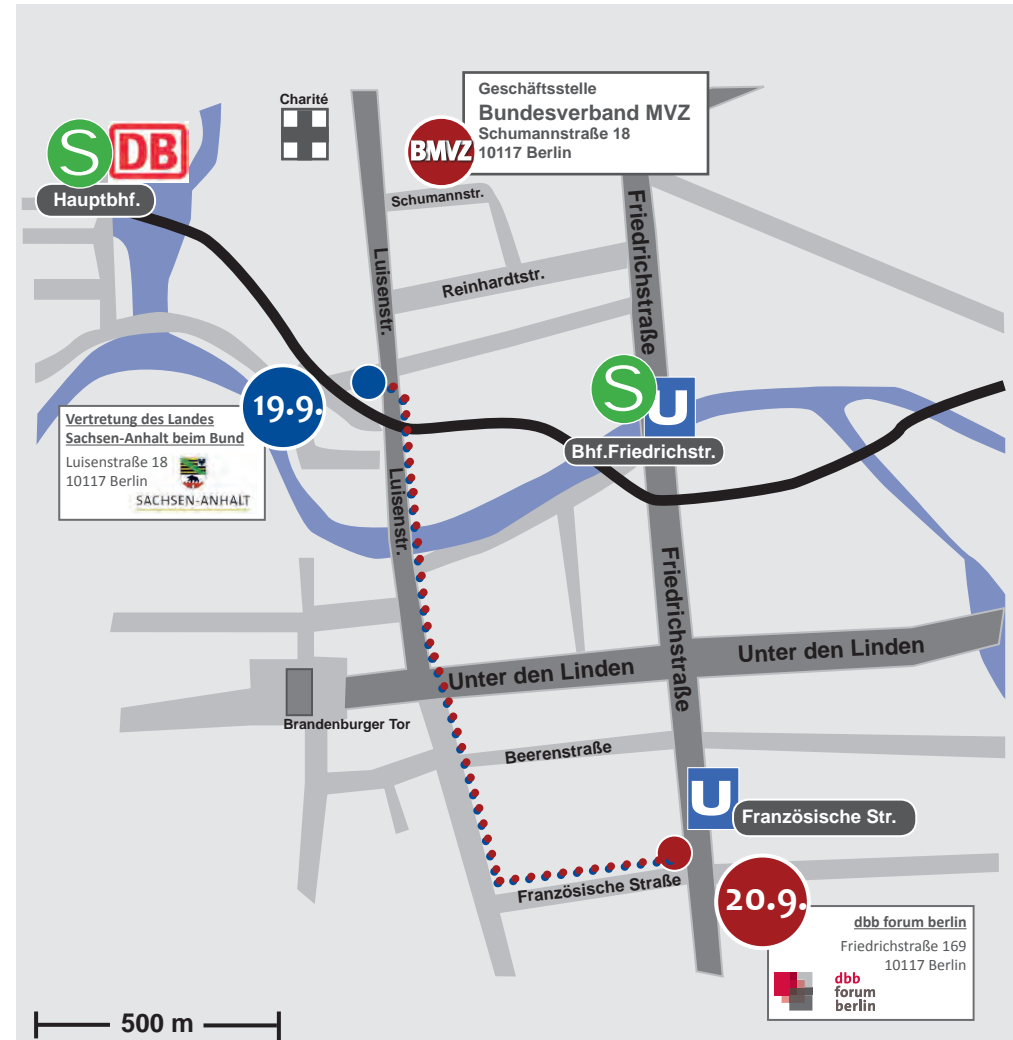 Geschäftsstelle
Bundesverband MVZ
Schumannstraße 18
10117 Berlin
BMVZ
Charité
S
DB
Hauptbhf.
Schumannstr.
Luisenstr.
Reinhardtstr.
Friedrichstraße
19.9.
Vertretung des Landes
Sachsen-Anhalt beim Bund
Luisenstraße 18
10117 Berlin
SACHSEN-ANHALT
S
U
Bhf.Friedrichstr.
Luisenstr.
Friedrichstraße
Unter den Linden
Unter den Linden
Brandenburger Tor
Beerenstraße
U
Französische Str.
Französische Straße
20.9.
dbb forum berlin
Friedrichstraße 169
10117 Berlin
dbb
forum
berlin
500 m